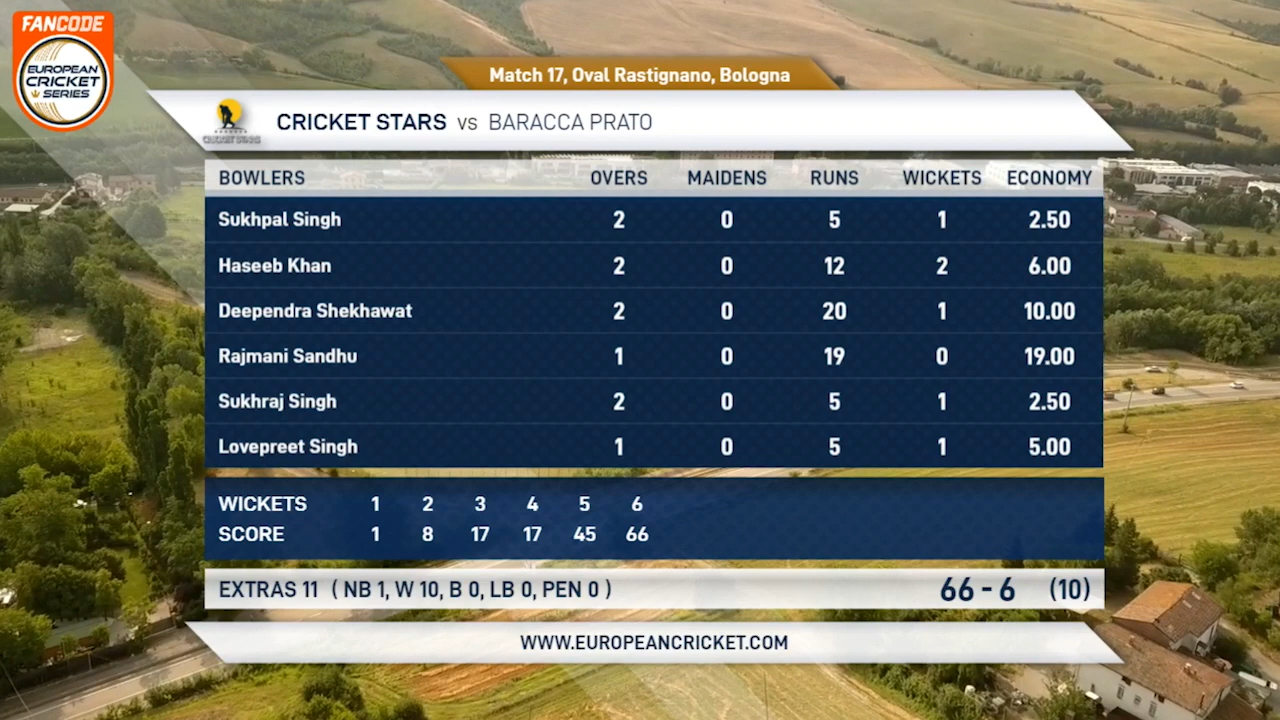 FANCODE
EUROPEAN
CRICKET
SERIES
Match 17, Oval Rastignano, Bologna
CRICKET STARS vs BARACCA PRATO
CRICKET STARS
BOWLERS OVERS MAIDENS RUNS WICKETS ECONOMY
Sukhpal Singh 2 0 5 1 2.50
Haseeb Khan 2 0 12 2 6.00
Deependra Shekhawat 2 0 20 1 10.00
Rajmani Sandhu 1 0 19 0 19.00
Sukhraj Singh 2 0 5 1 2.50
Lovepreet Singh 1 0 5 1 5.00
WICKETS 1 2 3 4 5 6
SCORE 1 8 17 17 45 66
EXTRAS 11 ( NB 1, W 10, B 0, LB 0, PEN 0 ) 66 - 6 (10)
WWW.EUROPEANCRICKET.COM